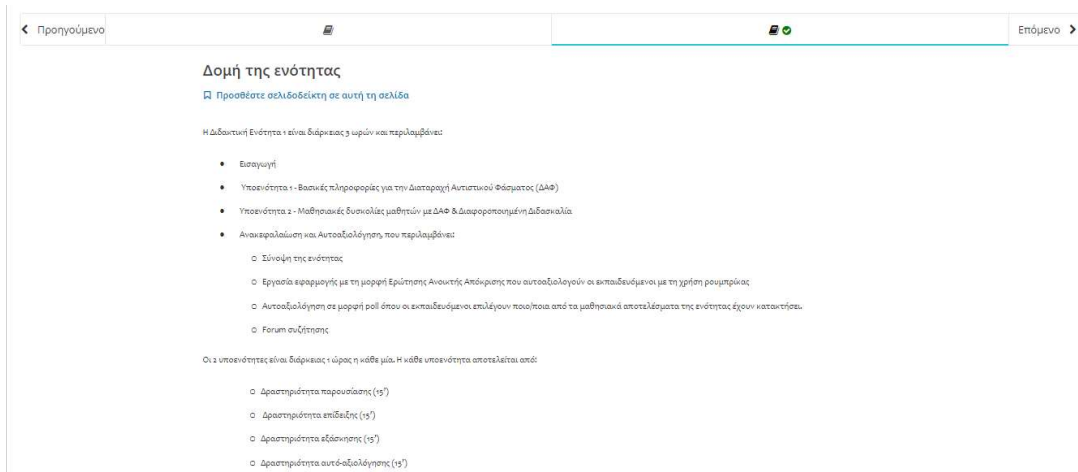 Προηγούμενο
Επόμενο
Δομή της ενότητας
Προσθέστε σελιδοδείκτη σε αυτή τη σελίδα
Η Διδακτική Ενότητα 1 είναι διάρκειας 3 ωρών και περιλαμβάνει:
Εισαγωγή
Υποενότητα 1 - Βασικές πληροφορίες για την Διαταραχή Αυτιστικού Φάσματος (ΔΑΦ)
Υποενότητα 2 - Μαθησιακές δυσκολίες μαθητών με ΔΑΦ & Διαφοροποιημένη Διδασκαλία
Ανακεφαλαίωση και Αυτοαξιολόγηση, που περιλαμβάνει:
Σύνοψη της ενότητας
Εργασία εφαρμογής με τη μορφή Ερώτησης Ανοικτής Απόκρισης που αυτοαξιολογούν οι εκπαιδευόμενοι με τη χρήση ρουμπρίκας
Αυτοαξιολόγηση σε μορφή poll όπου οι εκπαιδευόμενοι επιλέγουν ποιο/ποια από τα μαθησιακά αποτελέσματα της ενότητας έχουν κατακτήσει.
Forum συζήτησης
Οι 2 υποενότητες είναι διάρκειας 1 ώρας η κάθε μία. Η κάθε υποενότητα αποτελείται από:
Δραστηριότητα παρουσίασης (15')
Δραστηριότητα επίδειξης (15')
Δραστηριότητα εξάσκησης (15')
Δραστηριότητα αυτό-αξιολόγησης (15')